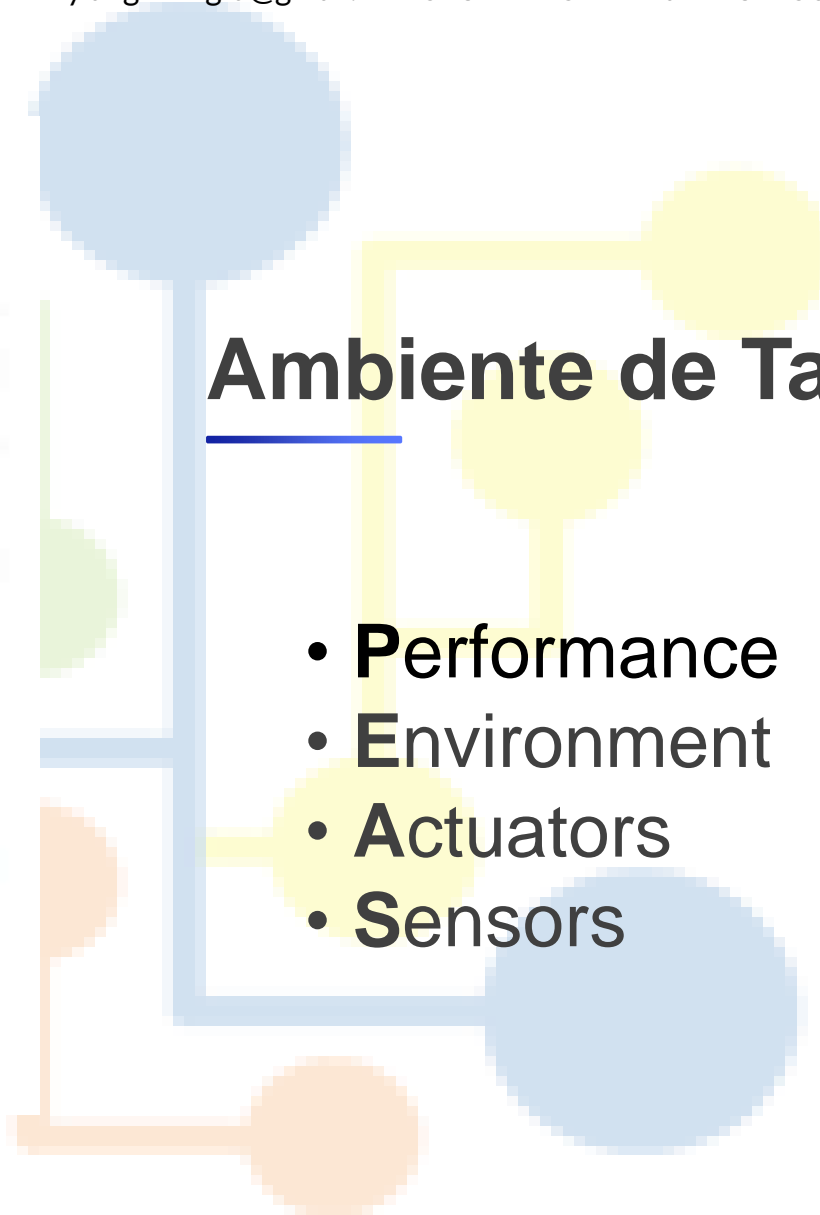 Ambiente de Ta
• Performance
• Environment
• Actuators
• Sensors